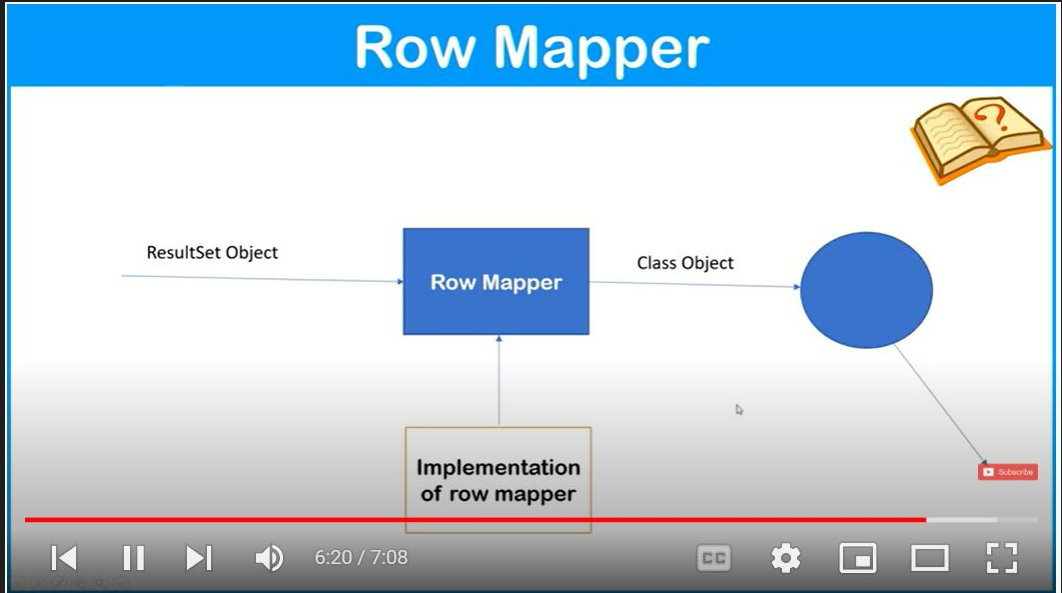 Row Mapper
?
ResultSet Object
Class Object
Row Mapper
Implementation
of row mapper
Subscribe
6:20 / 7:08
CC